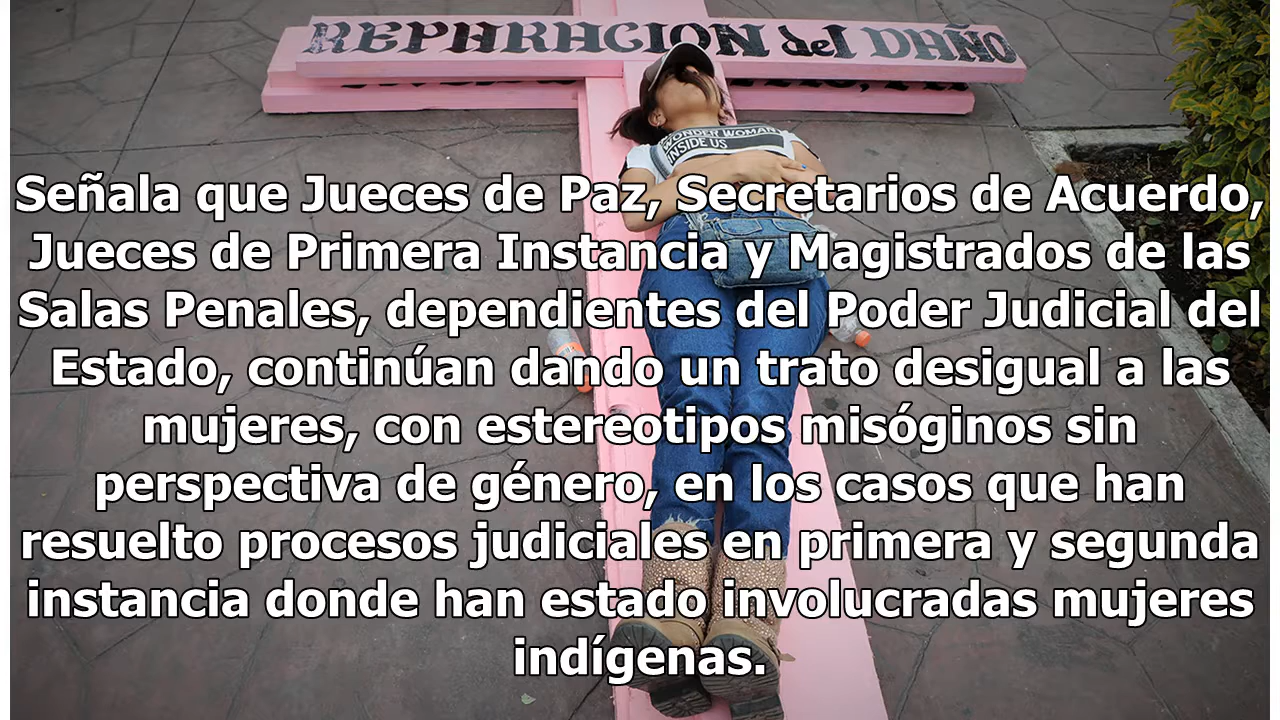 REPARACION del DAÑO
WONDER WOMAN
INSIDE US
Señala que Jueces de Paz, Secretarios de Acuerdo,
Jueces de Primera Instancia y Magistrados de las
Salas Penales, dependientes del Poder Judicial del
Estado, continúan dando un trato desigual a las
mujeres, con estereotipos misóginos sin
perspectiva de género, en los casos que han
resuelto procesos judiciales en primera y segunda
instancia donde han estado involucradas mujeres
indígenas.